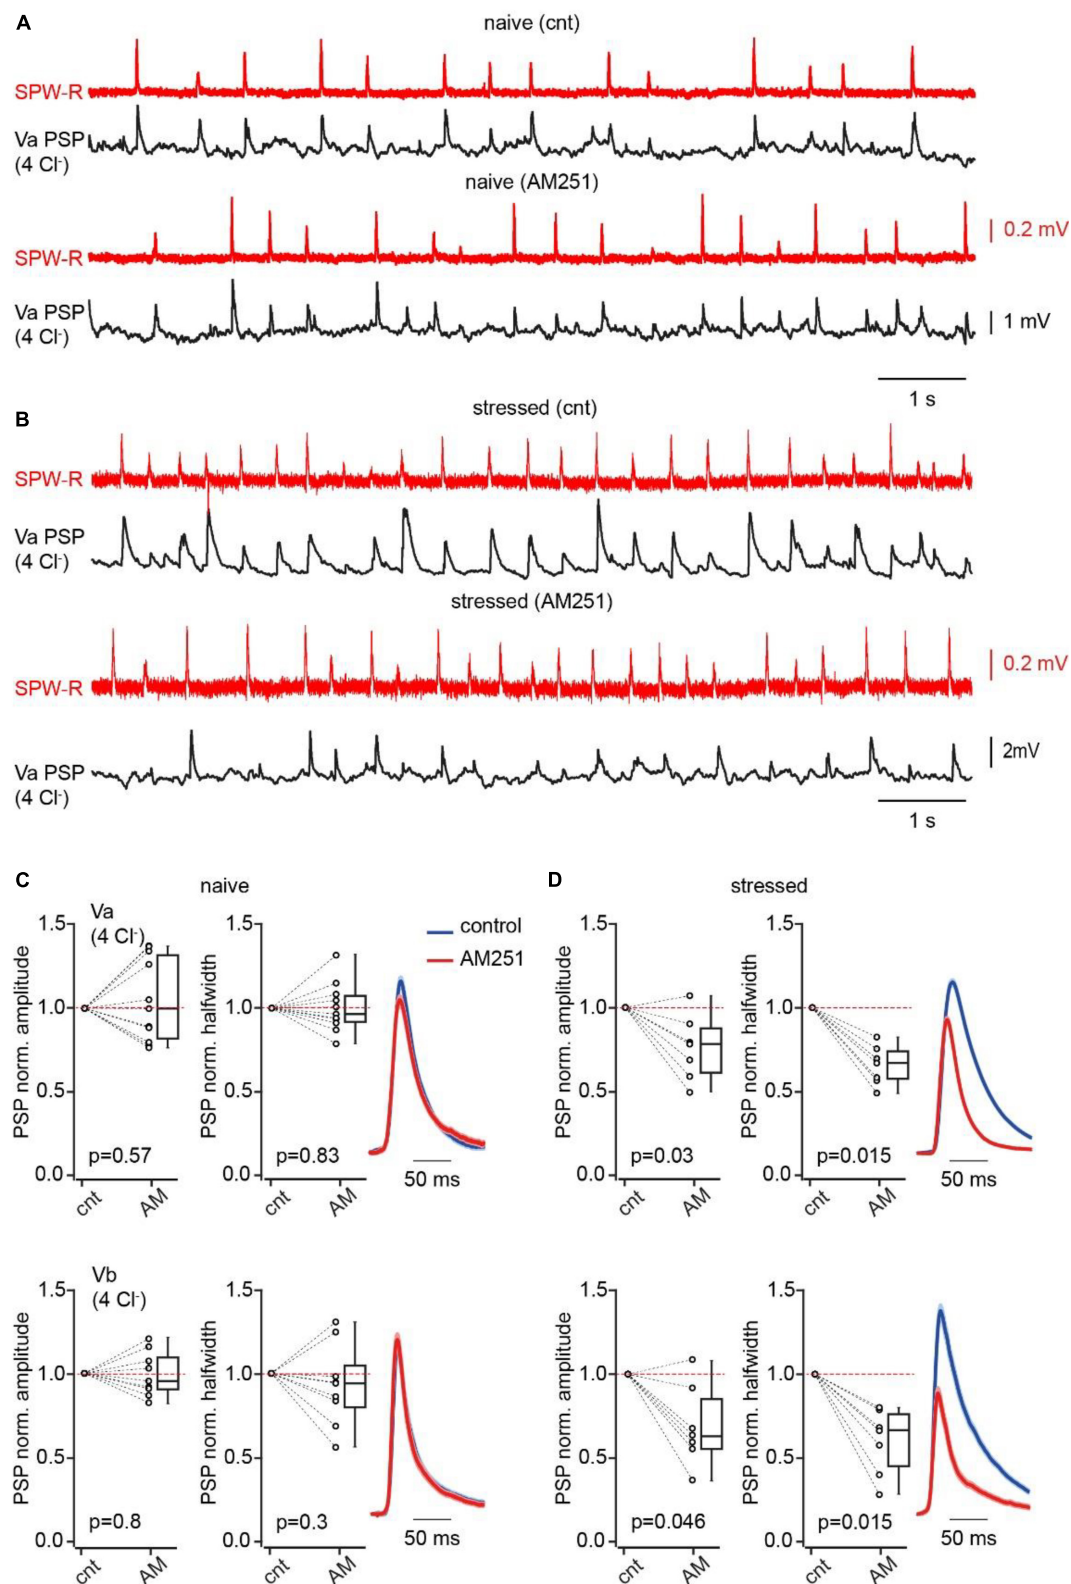 A
naive (cnt)
SPW-R
Va PSP
(4 Cl-)
naive (AM251)
SPW-R
0.2 mV
Va PSP
(4 Cl-)
1 mV
1 s
B
stressed (cnt)
SPW-R
Va PSP
(4 Cl-)
stressed (AM251)
SPW-R
0.2 mV
Va PSP
(4 Cl-)
2mV
1 s
C
naive
Va
(4 Cl-)
PSP norm. amplitude
1.5
1.0
0.5
0.0
p=0.57
cnt
AM
PSP norm. halfwidth
1.5
1.0
0.5
0.0
p=0.83
cnt
AM
control
AM251
50 ms
D
stressed
PSP norm. amplitude
1.5
1.0
0.5
0.0
p=0.03
cnt
AM
PSP norm. halfwidth
1.5
1.0
0.5
0.0
p=0.015
cnt
AM
50 ms
Vb
(4 Cl-)
PSP norm. amplitude
1.5
1.0
0.5
0.0
p=0.8
cnt
AM
PSP norm. halfwidth
1.5
1.0
0.5
0.0
p=0.3
cnt
AM
50 ms
PSP norm. amplitude
1.5
1.0
0.5
0.0
p=0.046
cnt
AM
PSP norm. halfwidth
1.5
1.0
0.5
0.0
p=0.015
cnt
AM
50 ms